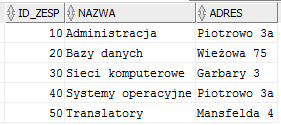 ID_ZESP NAZWA ADRES
10 Administracja Piotrowo 3a
20 Bazy danych Wieżowa 75
30 Sieci komputerowe Garbary 3
40 Systemy operacyjne Piotrowo 3a
50 Translatory Mansfelda 4